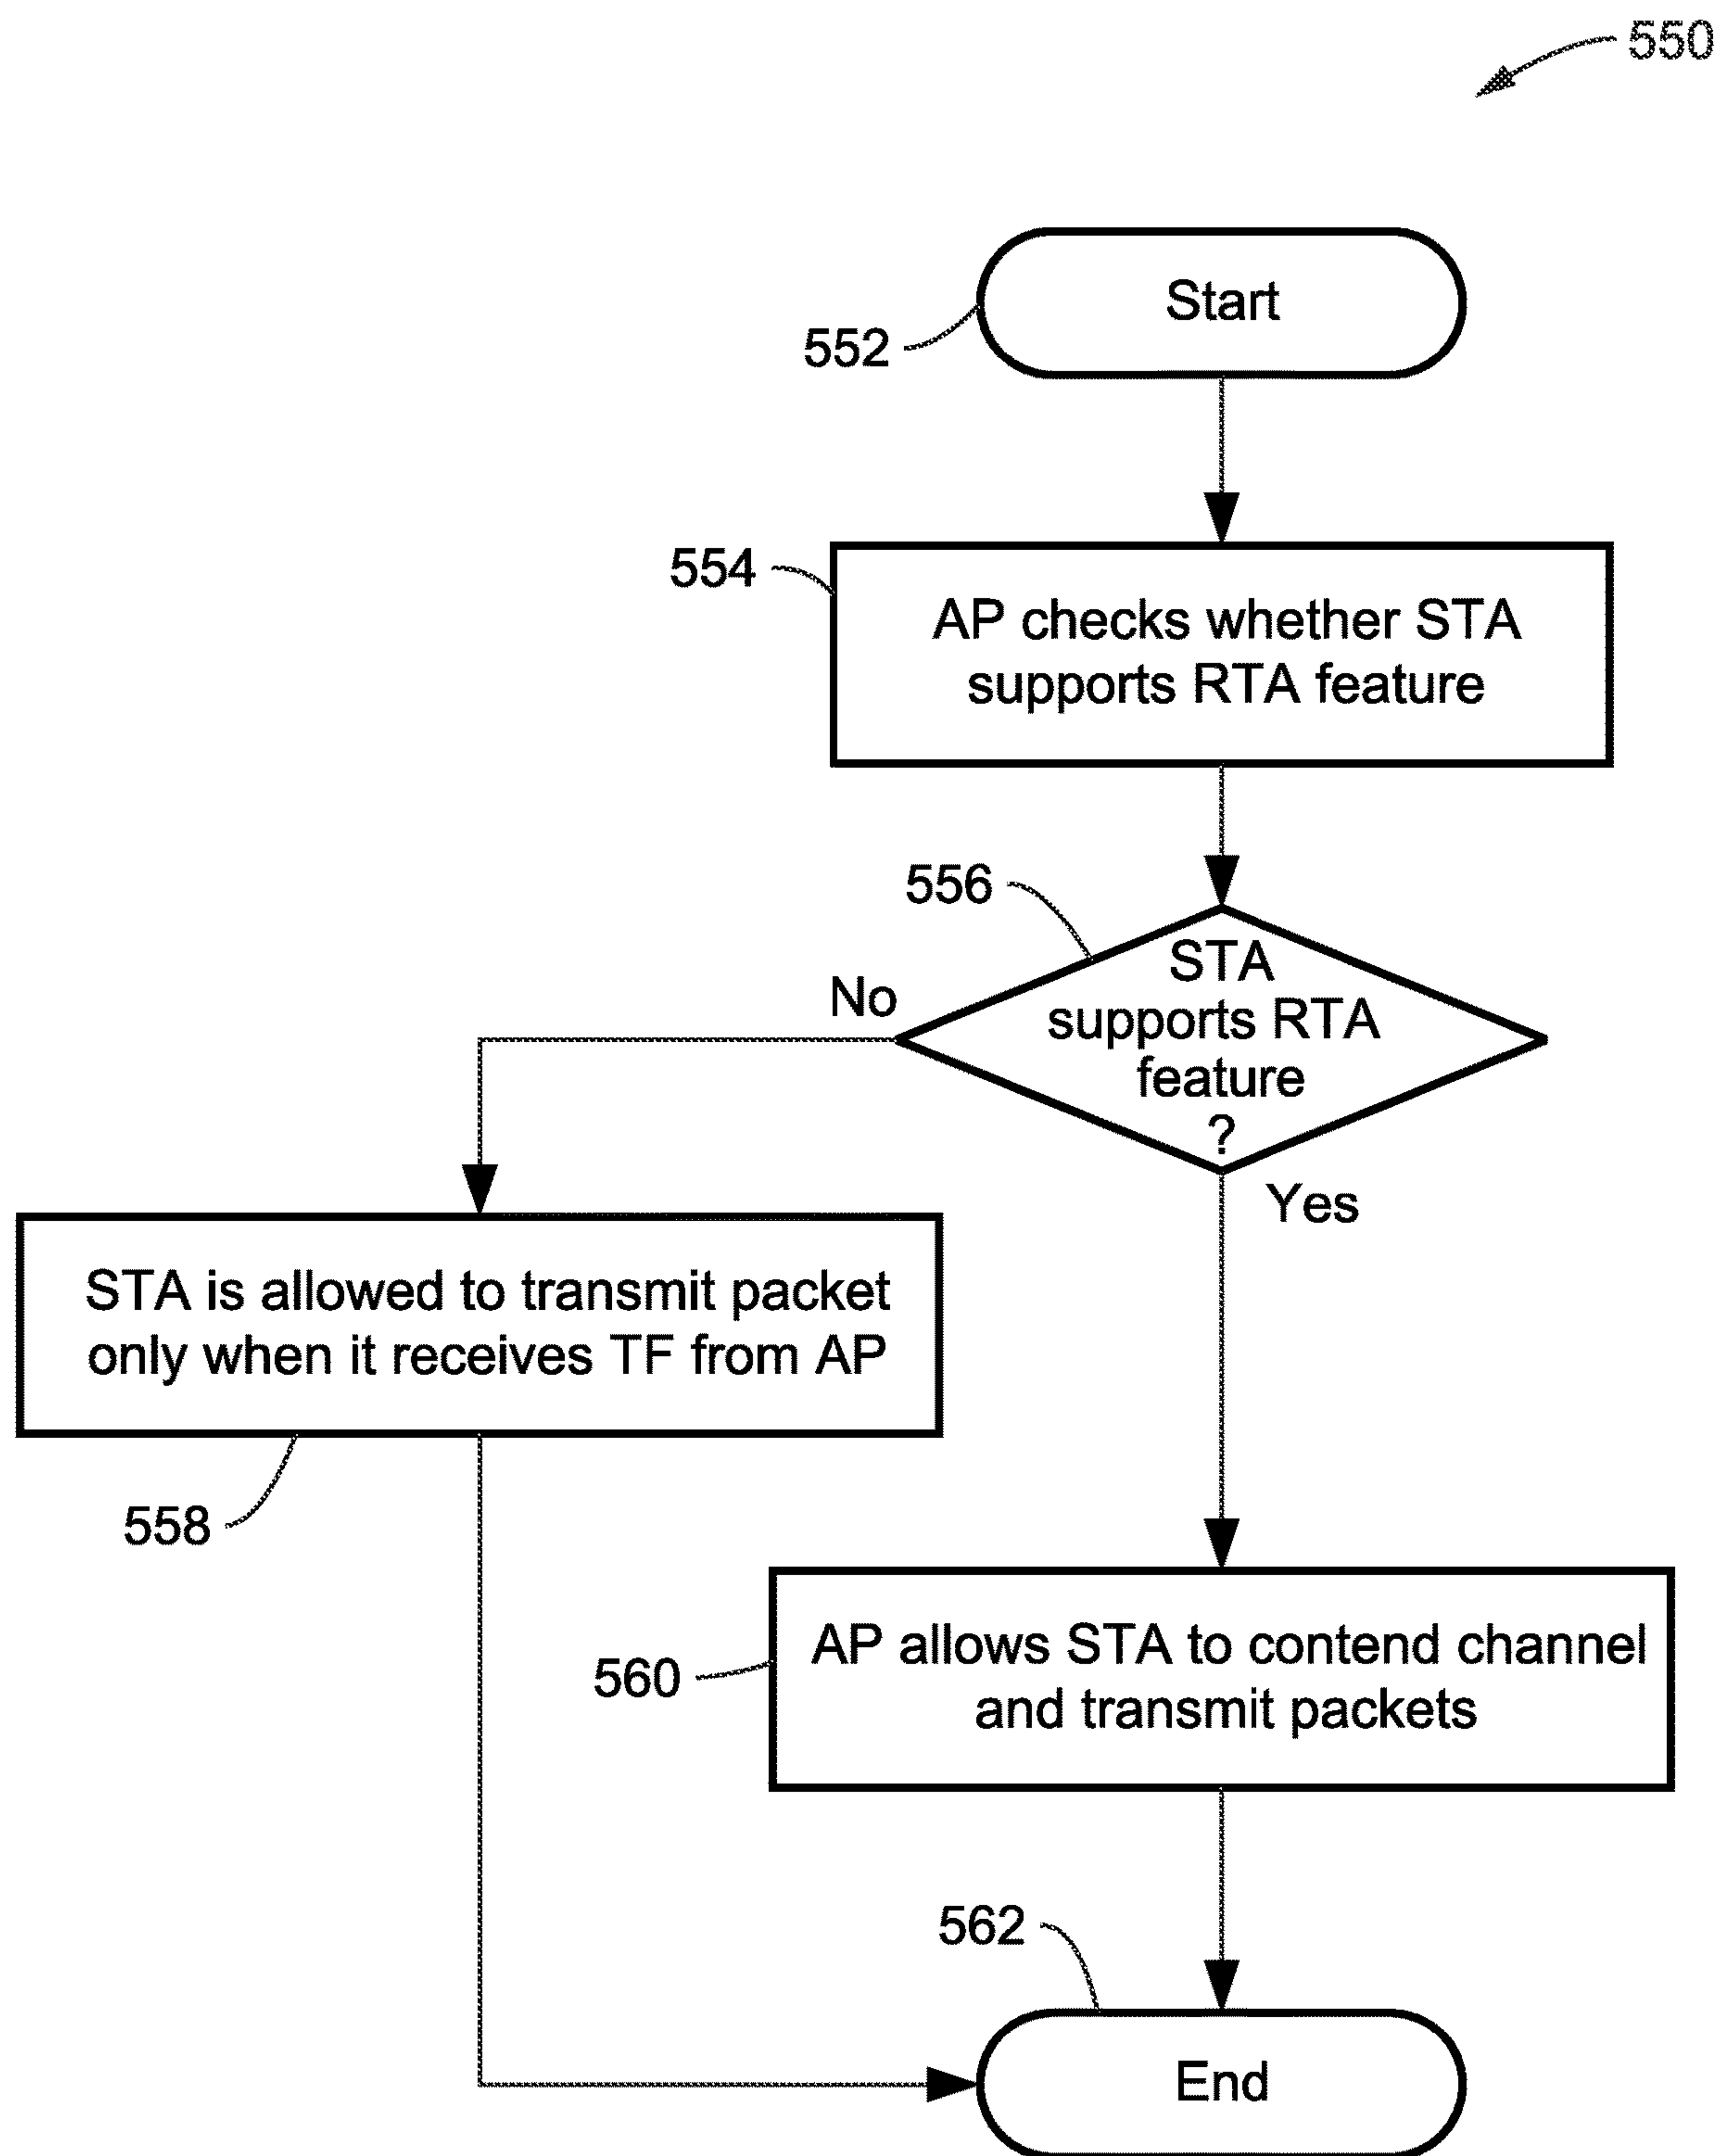 550
Start
552
554
AP checks whether STA
supports RTA feature
556
STA
supports RTA
feature
?
No
Yes
STA is allowed to transmit packet
only when it receives TF from AP
558
AP allows STA to contend channel
and transmit packets
560
562
End